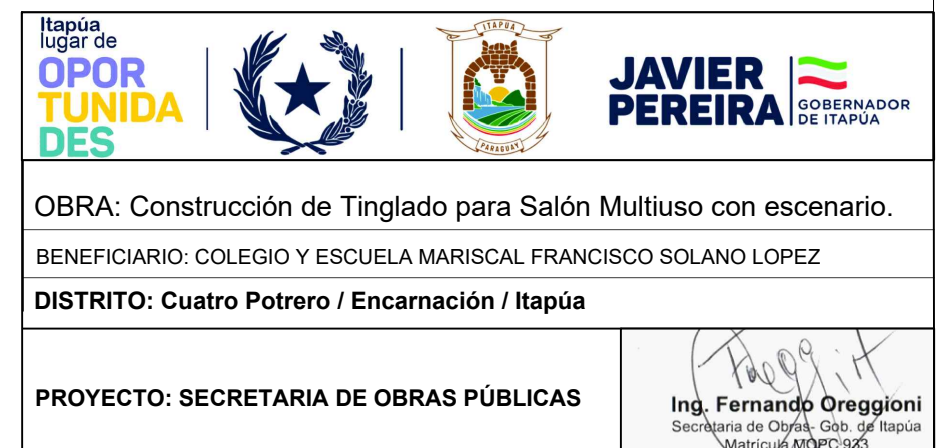 Itapúa
lugar de
OPOR
TUNIDA
DES
ITAPUA
PARAGUAY
JAVIER
PEREIRA
GOBERNADOR
DE ITAPÚA
OBRA: Construcción de Tinglado para Salón Multiuso con escenario.
BENEFICIARIO: COLEGIO Y ESCUELA MARISCAL FRANCISCO SOLANO LOPEZ
DISTRITO: Cuatro Potrero / Encarnación / Itapúa
PROYECTO: SECRETARIA DE OBRAS PÚBLICAS
Ing. Fernando Oreggioni
Secretaria de Obras- Gob. de Itapúa
Matrícula MOPC 933